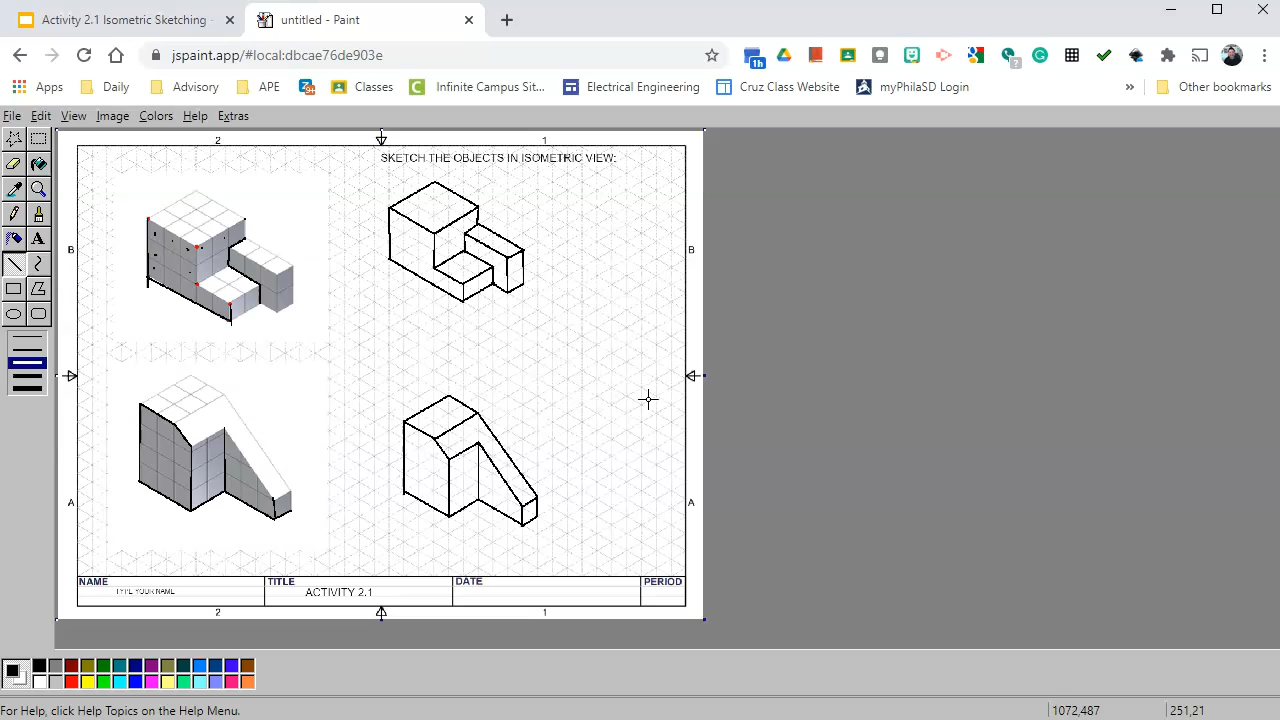 Activity 2.1 Isometric Sketching -
untitled - Paint
jspaint.app/#local:dbcae76de903e
1h
?
Apps
Daily
Advisory
APE
Classes
Infinite Campus Sit...
Electrical Engineering
Cruz Class Website
myPhilaSD Login
»
Other bookmarks
File Edit View Image Colors Help Extras
2
1
SKETCH THE OBJECTS IN ISOMETRIC VIEW:
B
B
A
A
NAME
TITLE
DATE
PERIOD
TYPE YOUR NAME
ACTIVITY 2.1
2
1
For Help, click Help Topics on the Help Menu.
1072,487
251,21